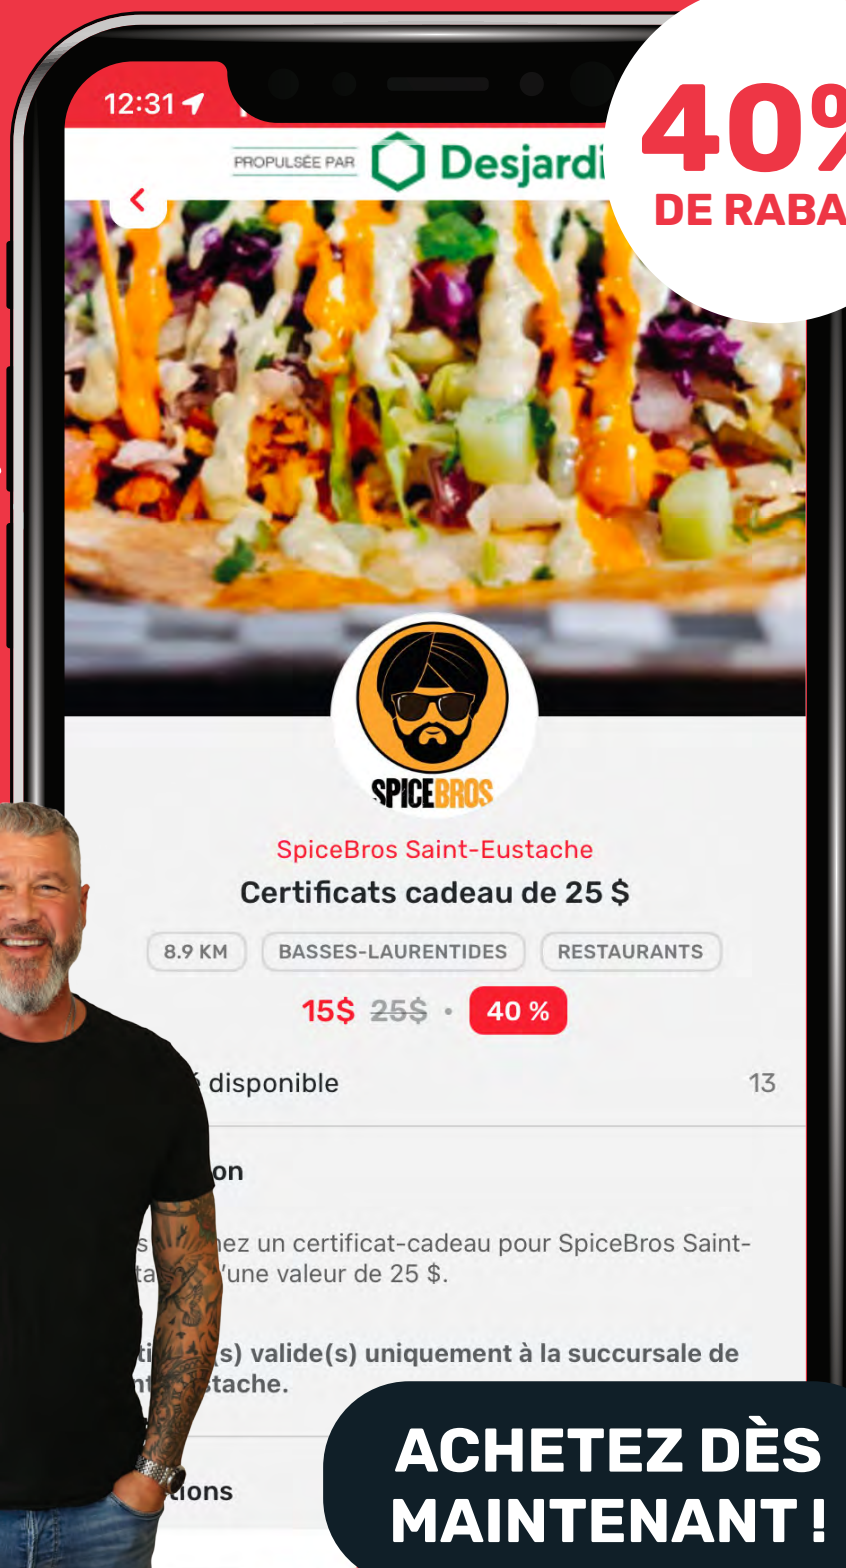 12:31
40%
DE RABA
PROPULSÉE PAR
Desjardi
SPICEBROS
SpiceBros Saint-Eustache
Certificats cadeau de 25 $
8.9 KM
BASSES-LAURENTIDES
RESTAURANTS
15$ 25$ • 40 %
disponible 13
on
nez un certificat-cadeau pour SpiceBros Saint-
'une valeur de 25 $.
(s) valide(s) uniquement à la succursale de
stache.
tions
ACHETEZ DÈS
MAINTENANT !